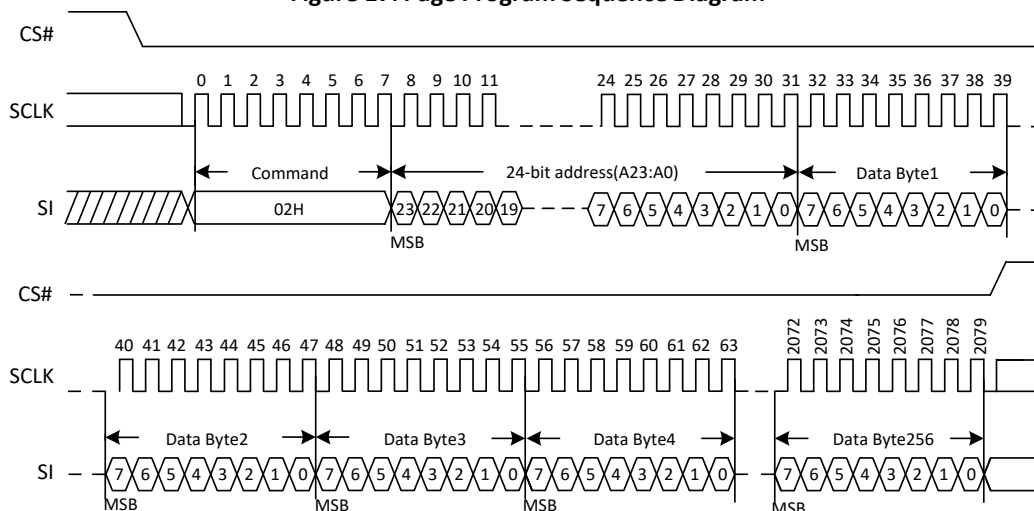 Page Program Sequence Diagram
CS#
0 1 2 3 4 5 6 7 8 9 10 11 24 25 26 27 28 29 30 31 32 33 34 35 36 37 38 39
SCLK
Command 24-bit address(A23:A0) Data Byte1
SI 02H 23 22 21 20 19 7 6 5 4 3 2 1 0 7 6 5 4 3 2 1 0
MSB MSB
CS#
40 41 42 43 44 45 46 47 48 49 50 51 52 53 54 55 56 57 58 59 60 61 62 63 2072 2073 2074 2075 2076 2077 2078 2079
SCLK
Data Byte2 Data Byte3 Data Byte4 Data Byte256
SI 7 6 5 4 3 2 1 0 7 6 5 4 3 2 1 0 7 6 5 4 3 2 1 0 7 6 5 4 3 2 1 0
MSB MSB MSB MSB